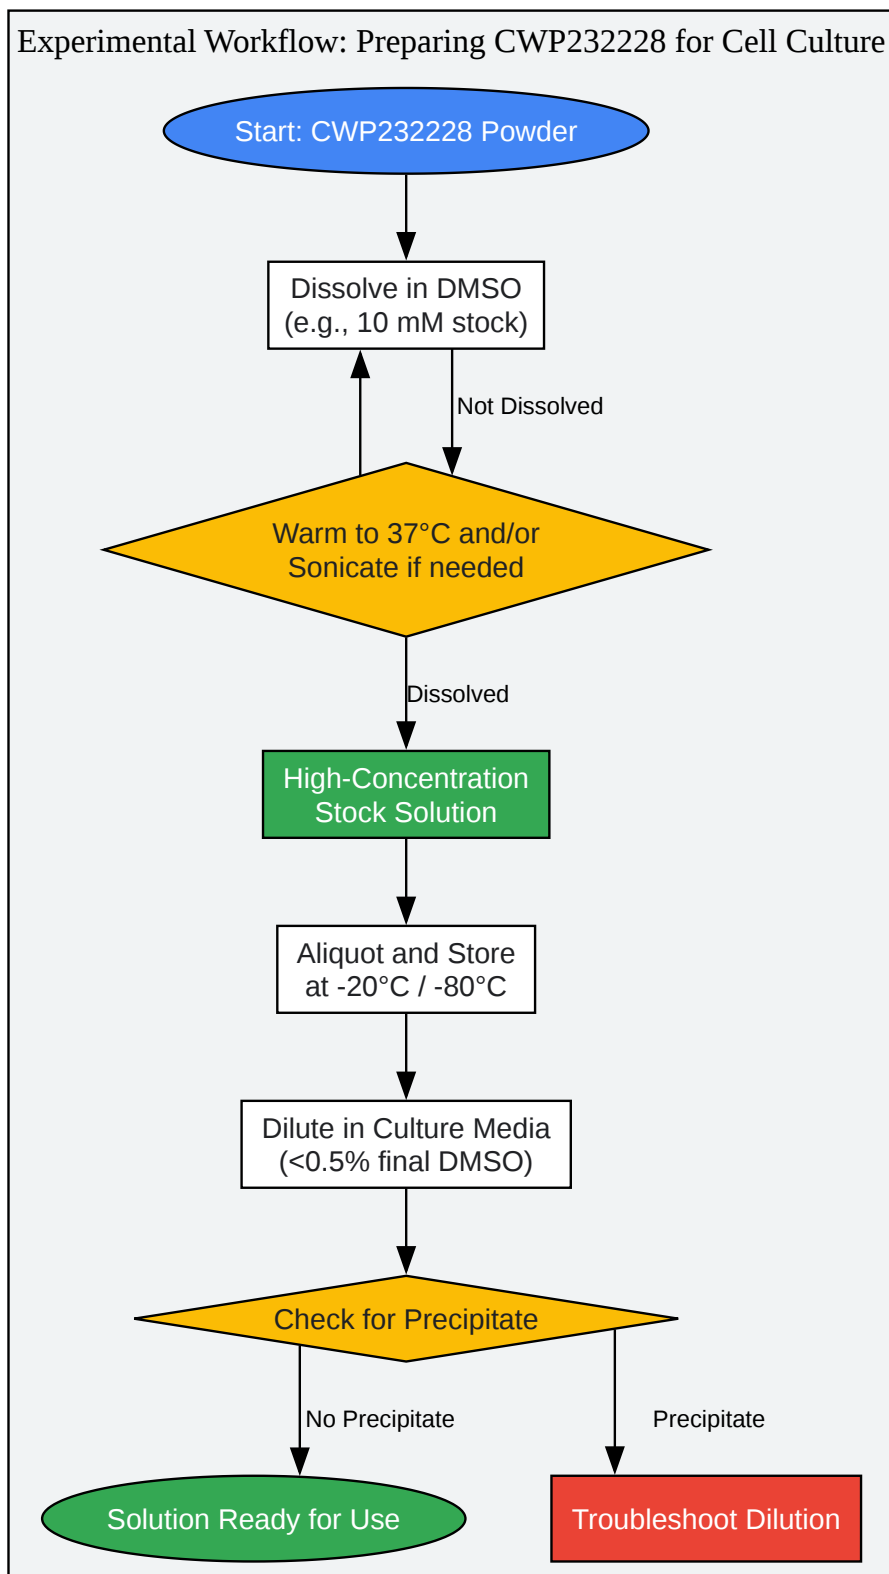 Experimental Workflow: Preparing CWP232228 for Cell Culture
Start: CWP232228 Powder
Dissolve in DMSO
(e.g., 10 mM stock)
Not Dissolved
Warm to 37°C and/or
Sonicate if needed
Dissolved
High-Concentration
Stock Solution
Aliquot and Store
at -20°C / -80°C
Dilute in Culture Media
(<0.5% final DMSO)
Check for Precipitate
No Precipitate
Precipitate
Solution Ready for Use
Troubleshoot Dilution